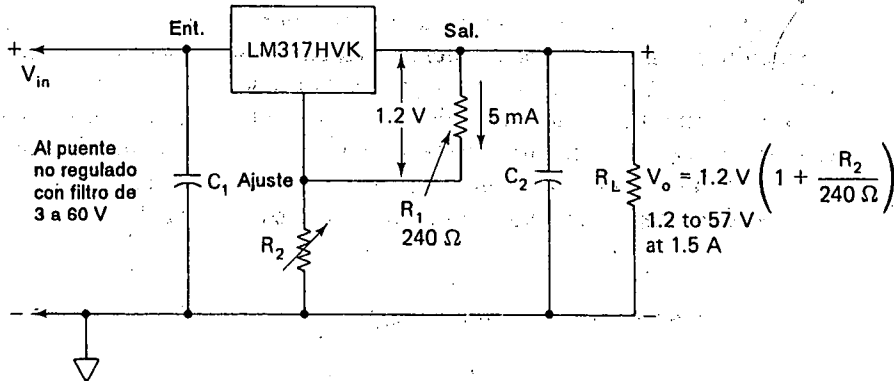 Ent.
LM317HVK
Sal.
+
V_in
1.2 V
5 mA
+
Al puente
no regulado
con filtro de
3 a 60 V
C_1
Ajuste
R_1
240 Ω
R_2
C_2
R_L
V_o = 1.2 V (1 + R_2/240 Ω)
1.2 to 57 V
at 1.5 A
−
−